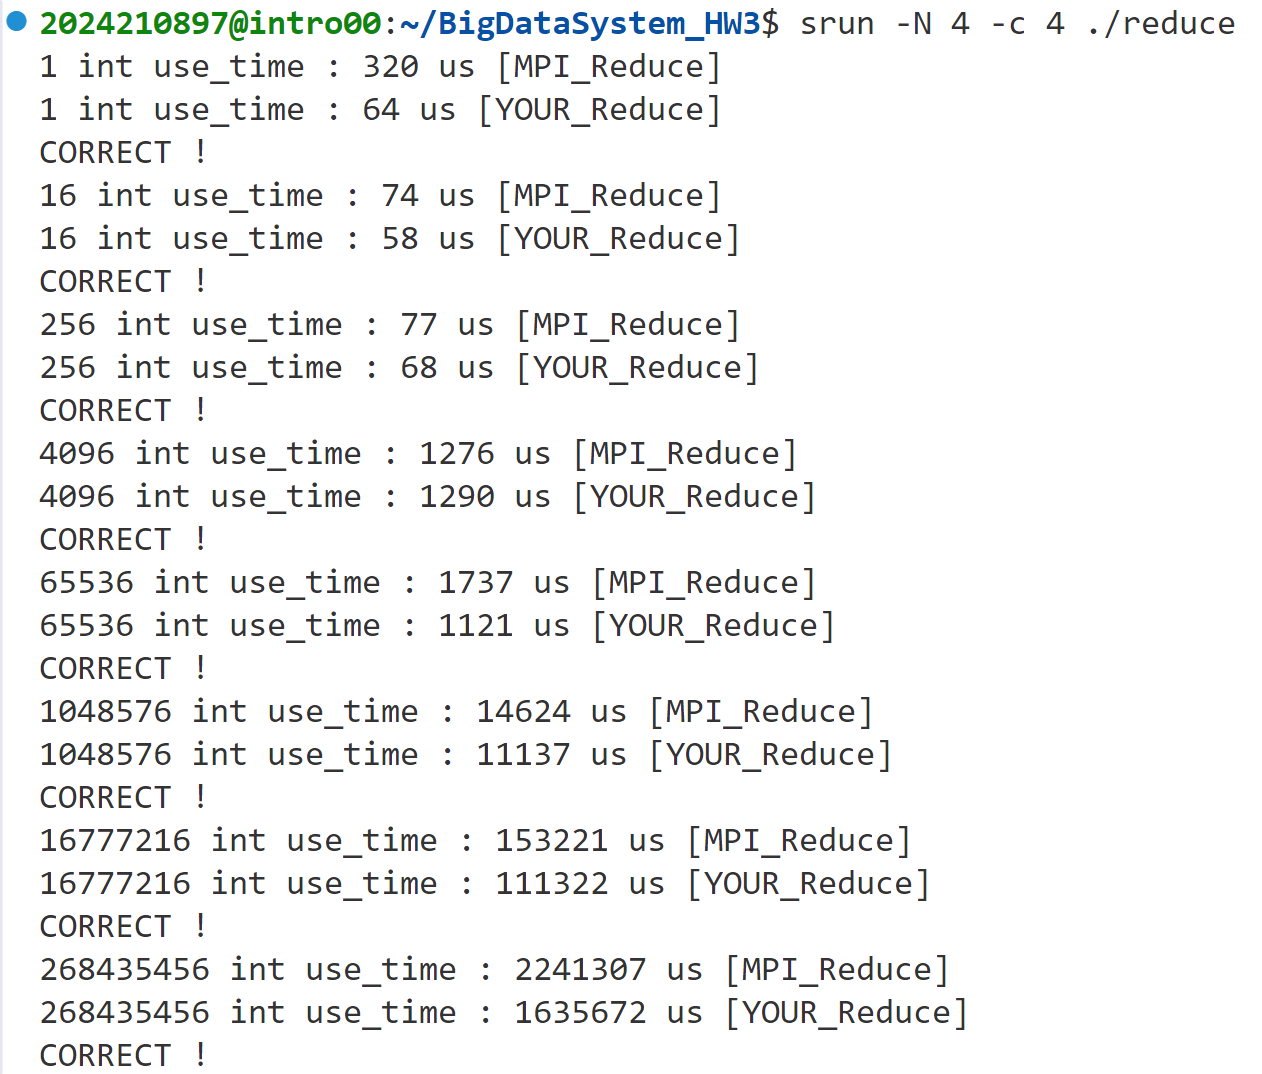 2024210897@intro00:~/BigDataSystem_HW3$ srun -N 4 -c 4 ./reduce
1 int use_time : 320 us [MPI_Reduce]
1 int use_time : 64 us [YOUR_Reduce]
CORRECT !
16 int use_time : 74 us [MPI_Reduce]
16 int use_time : 58 us [YOUR_Reduce]
CORRECT !
256 int use_time : 77 us [MPI_Reduce]
256 int use_time : 68 us [YOUR_Reduce]
CORRECT !
4096 int use_time : 1276 us [MPI_Reduce]
4096 int use_time : 1290 us [YOUR_Reduce]
CORRECT !
65536 int use_time : 1737 us [MPI_Reduce]
65536 int use_time : 1121 us [YOUR_Reduce]
CORRECT !
1048576 int use_time : 14624 us [MPI_Reduce]
1048576 int use_time : 11137 us [YOUR_Reduce]
CORRECT !
16777216 int use_time : 153221 us [MPI_Reduce]
16777216 int use_time : 111322 us [YOUR_Reduce]
CORRECT !
268435456 int use_time : 2241307 us [MPI_Reduce]
268435456 int use_time : 1635672 us [YOUR_Reduce]
CORRECT !